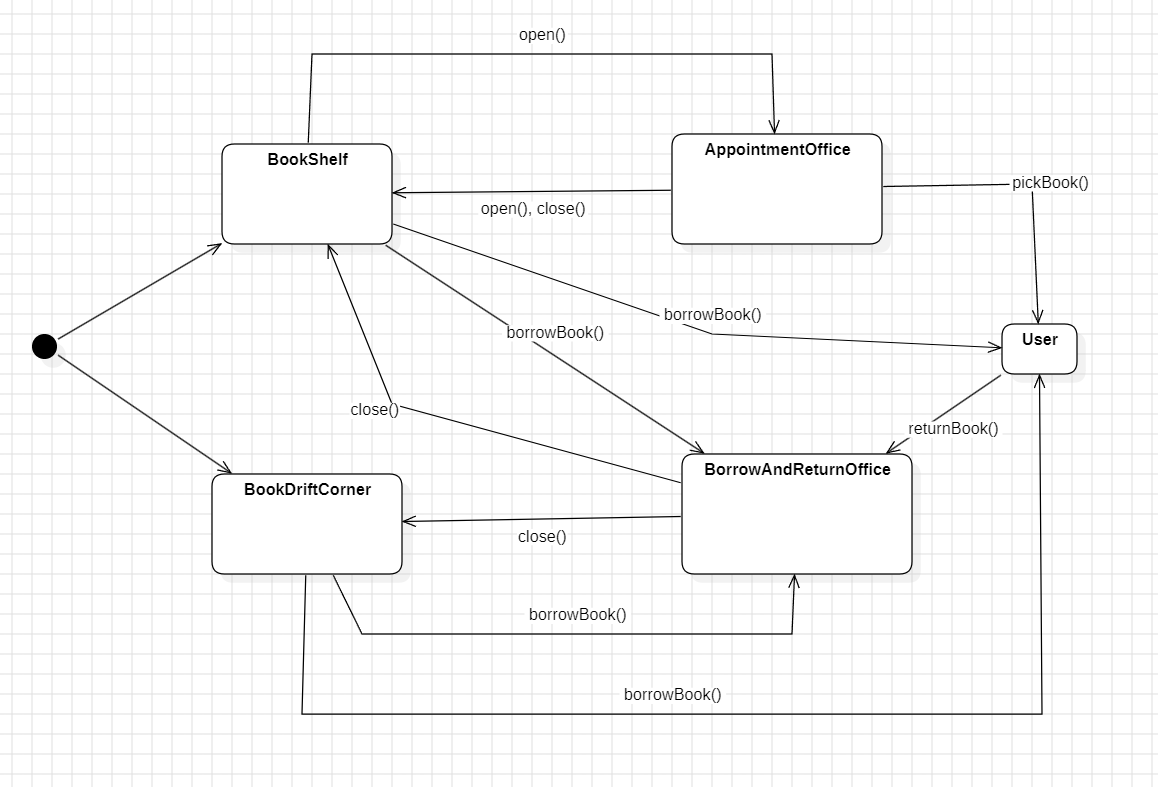 open()
BookShelf
AppointmentOffice
pickBook()
open(), close()
borrowBook()
borrowBook()
User
close()
returnBook()
BorrowAndReturnOffice
BookDriftCorner
close()
borrowBook()
borrowBook()